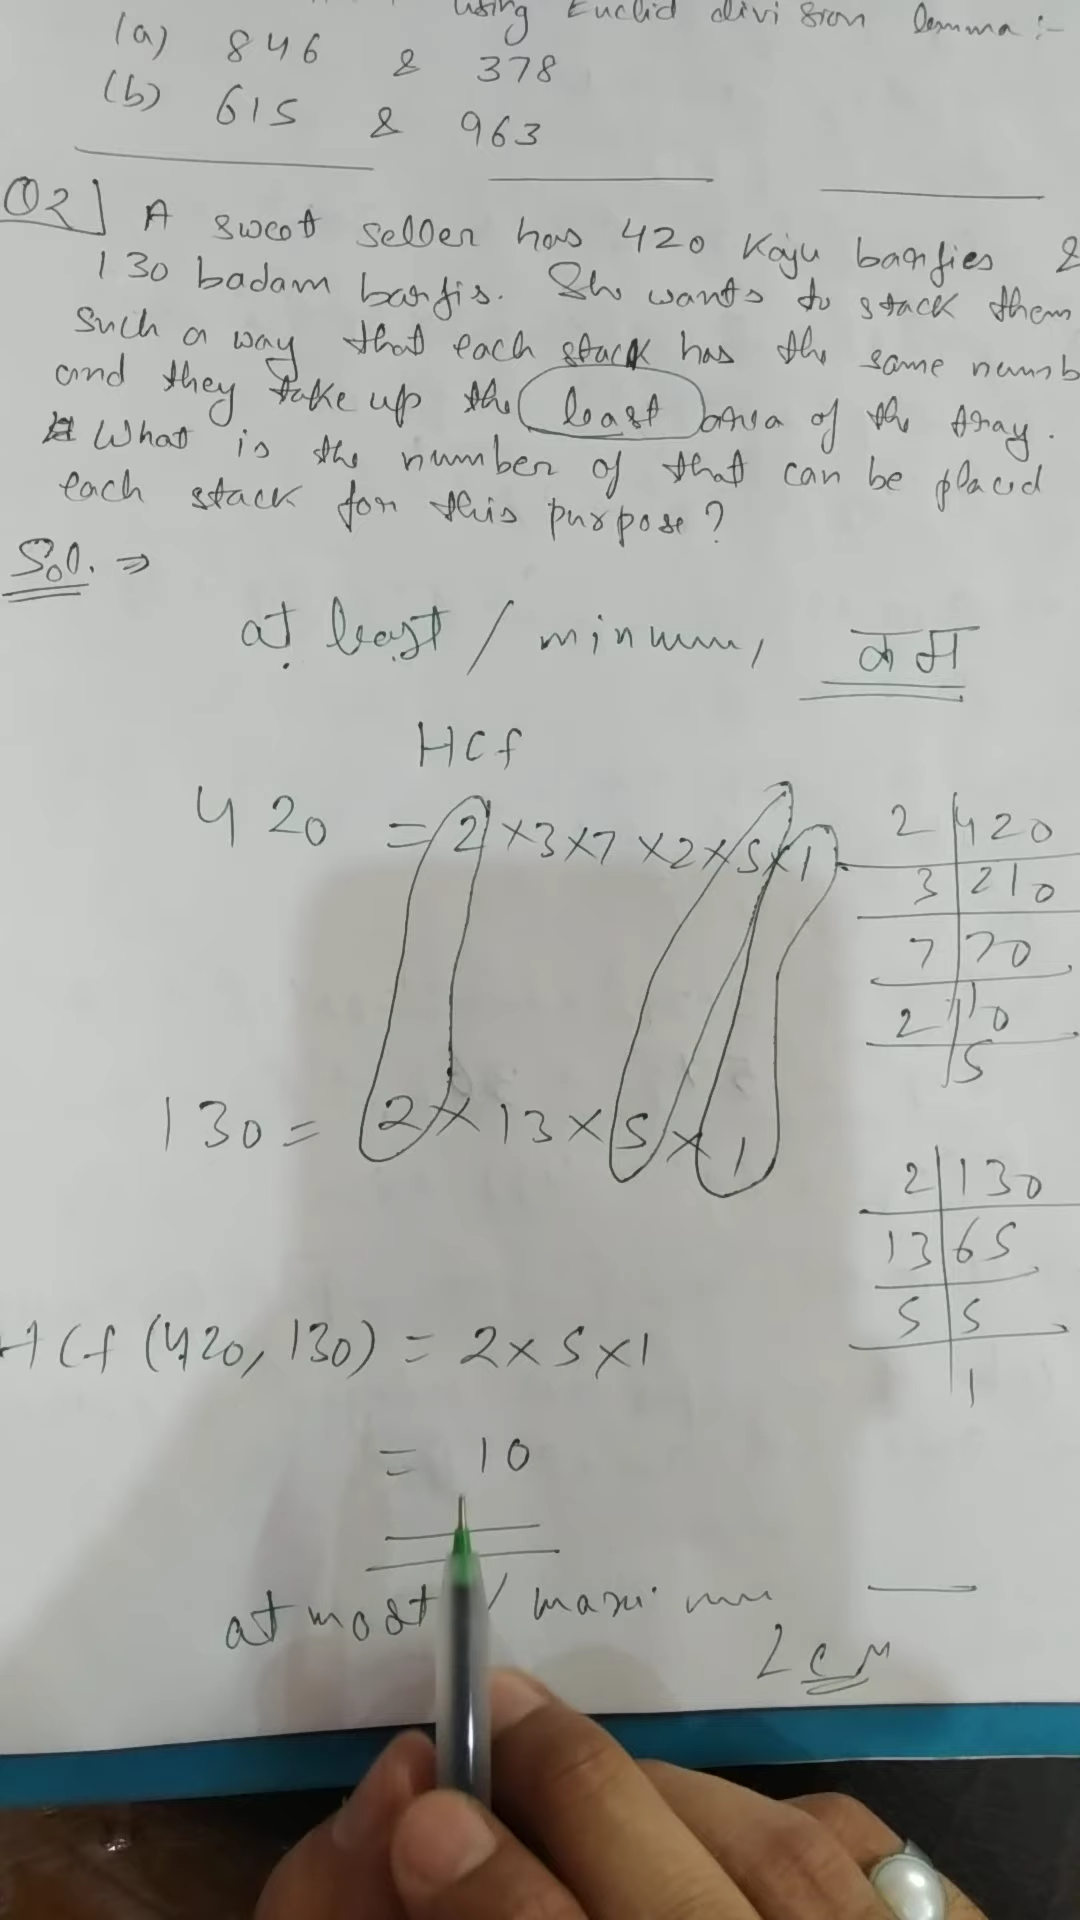 using Euclid division lemma :-
(a) 846 & 378
(b) 615 & 963
Q2] A sweet seller has 420 Kaju barfies &
130 badam barfis. She wants to stack them
such a way that each stack has the same numb
and they take up the least area of the tray.
What is the number of that can be placed
each stack for this purpose?
Sol. ⇒
at least / minimum, कम
HCf
420 = 2×3×7×2×5×1
2 | 420
3 | 210
7 | 70
2 | 10
5
130 = 2×13×5×1
2 | 130
13 | 65
5 | 5
1
HCf (420, 130) = 2×5×1
= 10
at most / maximum
LCM